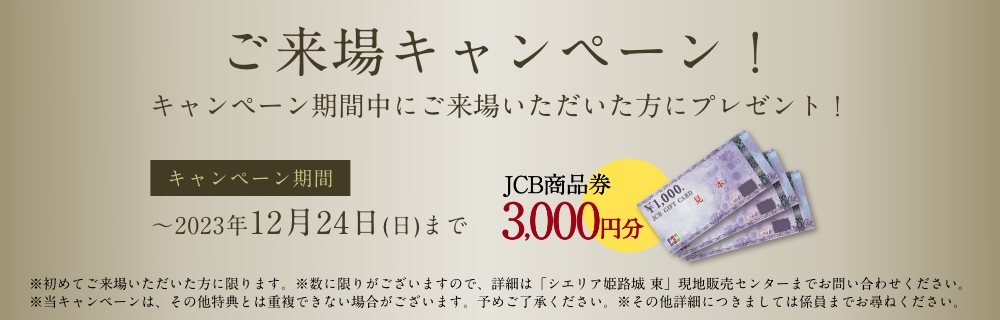 ご来場キャンペーン！
キャンペーン期間中にご来場いただいた方にプレゼント！
キャンペーン期間
～2023年12月24日(日)まで
JCB商品券
3,000円分
¥1,000.
JCB GIFT CARD
見本
※初めてご来場いただいた方に限ります。※数に限りがございますので、詳細は「シエリア姫路城 東」現地販売センターまでお問い合わせください。
※当キャンペーンは、その他特典とは重複できない場合がございます。予めご了承ください。※その他詳細につきましては係員までお尋ねください。